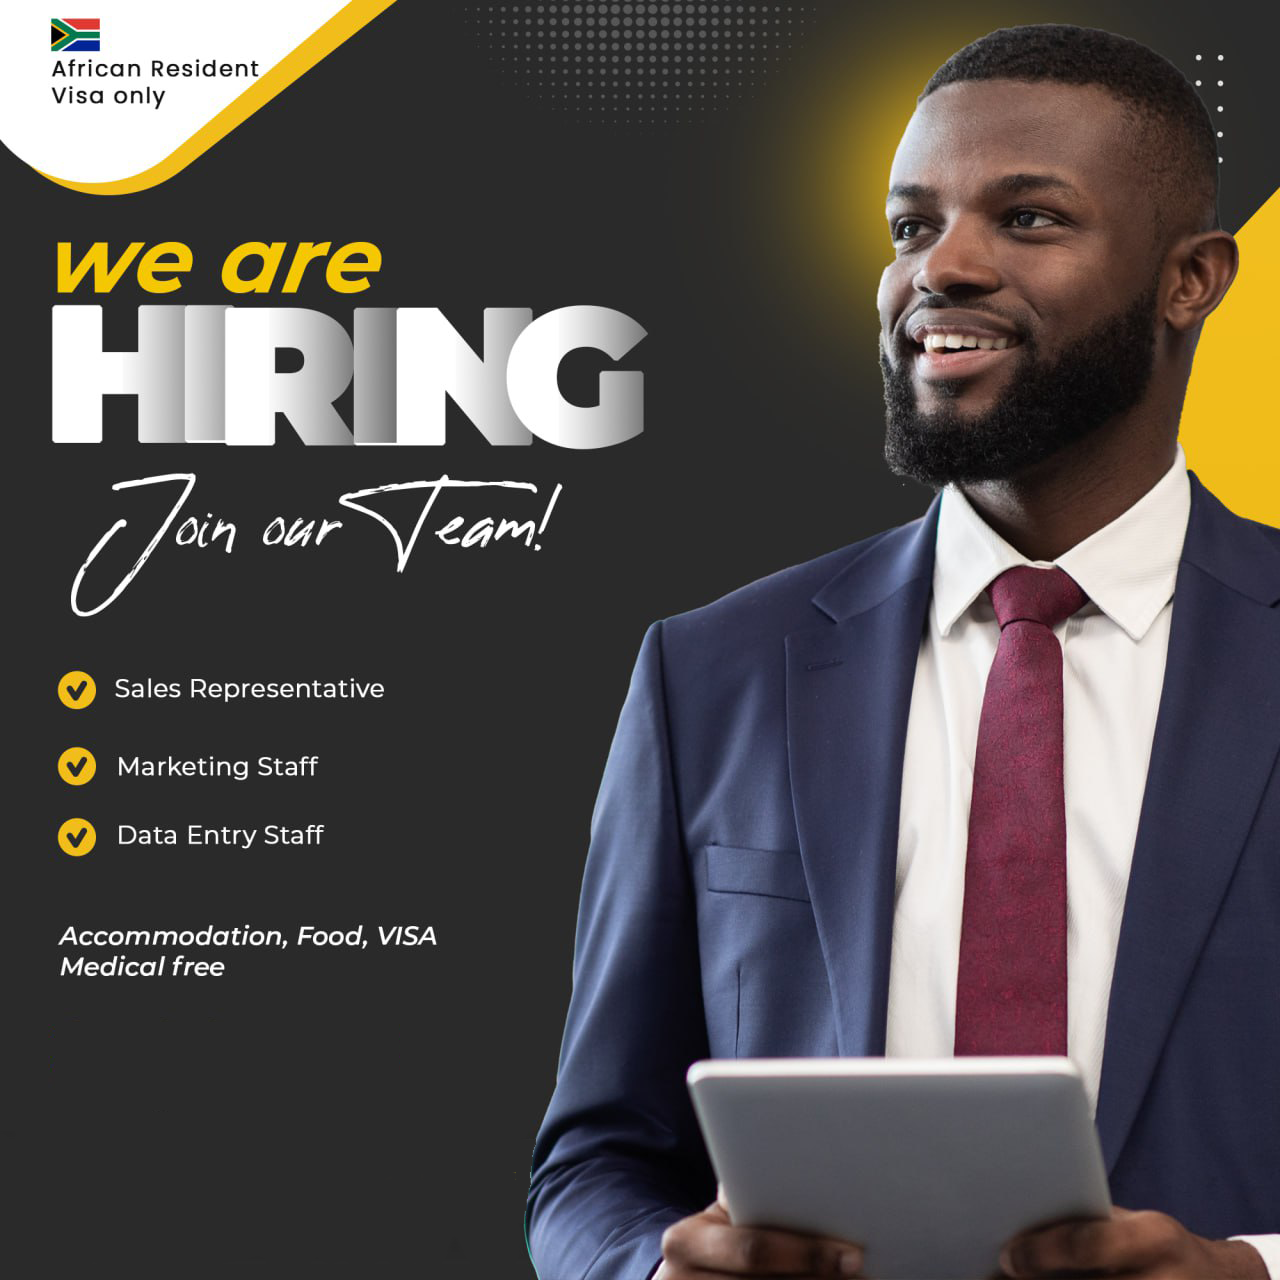 African Resident
Visa only
we are
HIRING
Join our Team!
Sales Representative
Marketing Staff
Data Entry Staff
Accommodation, Food, VISA
Medical free